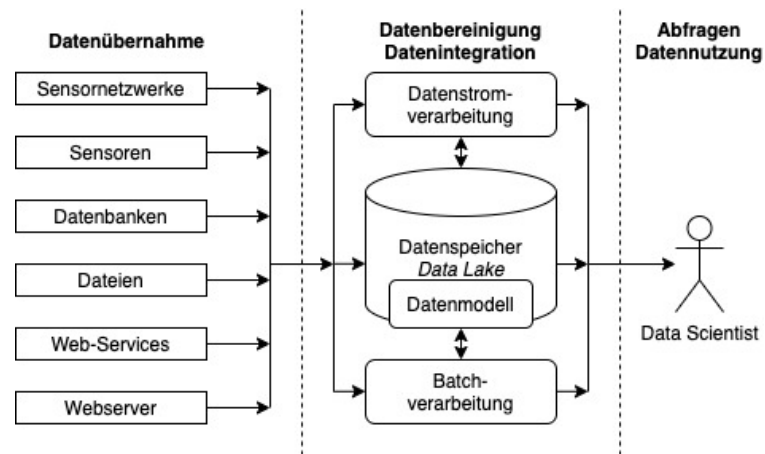 Datenübernahme
Sensornetzwerke
Sensoren
Datenbanken
Dateien
Web-Services
Webserver
Datenbereinigung
Datenintegration
Datenstrom-
verarbeitung
Datenspeicher
Data Lake
Datenmodell
Batch-
verarbeitung
Abfragen
Datennutzung
Data Scientist